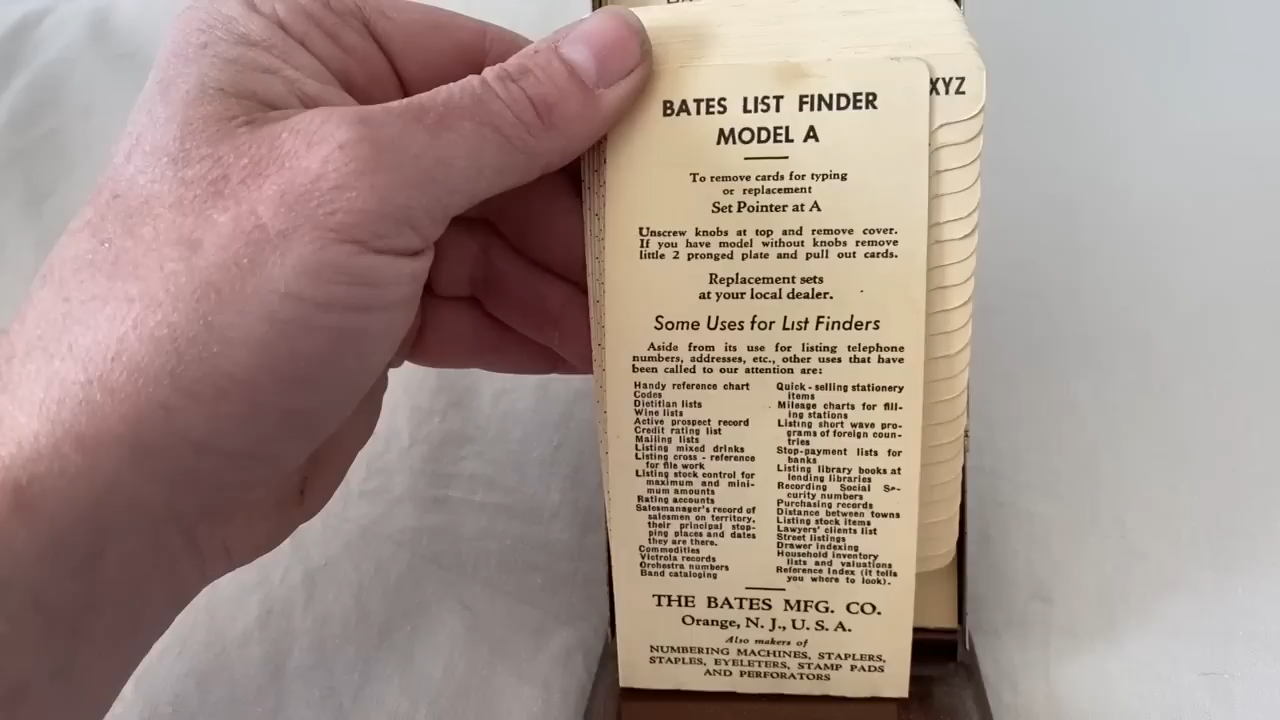 XYZ
BATES LIST FINDER
MODEL A
To remove cards for typing
or replacement
Set Pointer at A
Unscrew knobs at top and remove cover.
If you have model without knobs remove
little 2 pronged plate and pull out cards.
Replacement sets
at your local dealer.
Some Uses for List Finders
Aside from its use for listing telephone
numbers, addresses, etc., other uses that have
been called to our attention are:
Handy reference chart
Codes
Dietitian lists
Wine lists
Active prospect record
Credit rating list
Mailing lists
Listing mixed drinks
Listing cross - reference
for file work
Listing stock control for
maximum and mini-
mum amounts
Rating accounts
Salesmanager's record of
salesmen on territory,
their principal stop-
ping places and dates
they are there.
Commodities
Victrola records
Orchestra numbers
Band cataloging
Quick - selling stationery
items
Mileage charts for fill-
ing stations
Listing short wave pro-
grams of foreign coun-
tries
Stop-payment lists for
banks
Listing library books at
lending libraries
Recording Social Se-
curity numbers
Purchasing records
Distance between towns
Listing stock items
Lawyers' clients list
Street listings
Drawer indexing
Household inventory
lists and valuations
Reference Index (it tells
you where to look).
THE BATES MFG. CO.
Orange, N. J., U. S. A.
Also makers of
NUMBERING MACHINES, STAPLERS,
STAPLES, EYELETERS, STAMP PADS
AND PERFORATORS